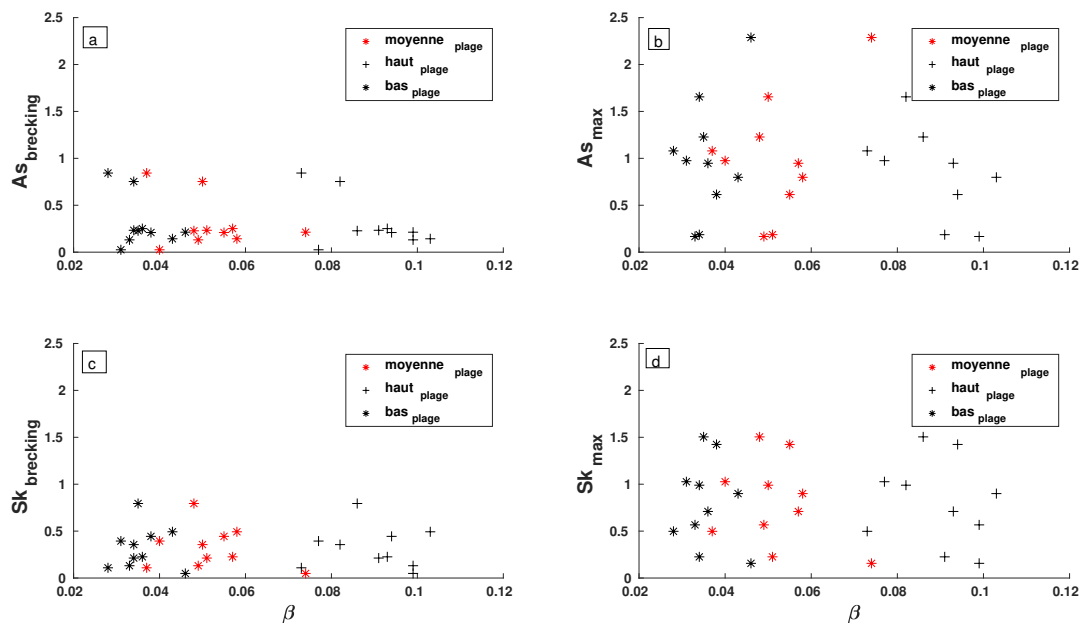 a
2.5
2
1.5
1
0.5
0
0.02 0.04 0.06 0.08 0.1 0.12
As brecking
moyenne plage
haut plage
bas plage
b
2.5
2
1.5
1
0.5
0
0.02 0.04 0.06 0.08 0.1 0.12
As max
moyenne plage
haut plage
bas plage
c
2.5
2
1.5
1
0.5
0
0.02 0.04 0.06 0.08 0.1 0.12
Sk brecking
β
moyenne plage
haut plage
bas plage
d
2.5
2
1.5
1
0.5
0
0.02 0.04 0.06 0.08 0.1 0.12
Sk max
β
moyenne plage
haut plage
bas plage